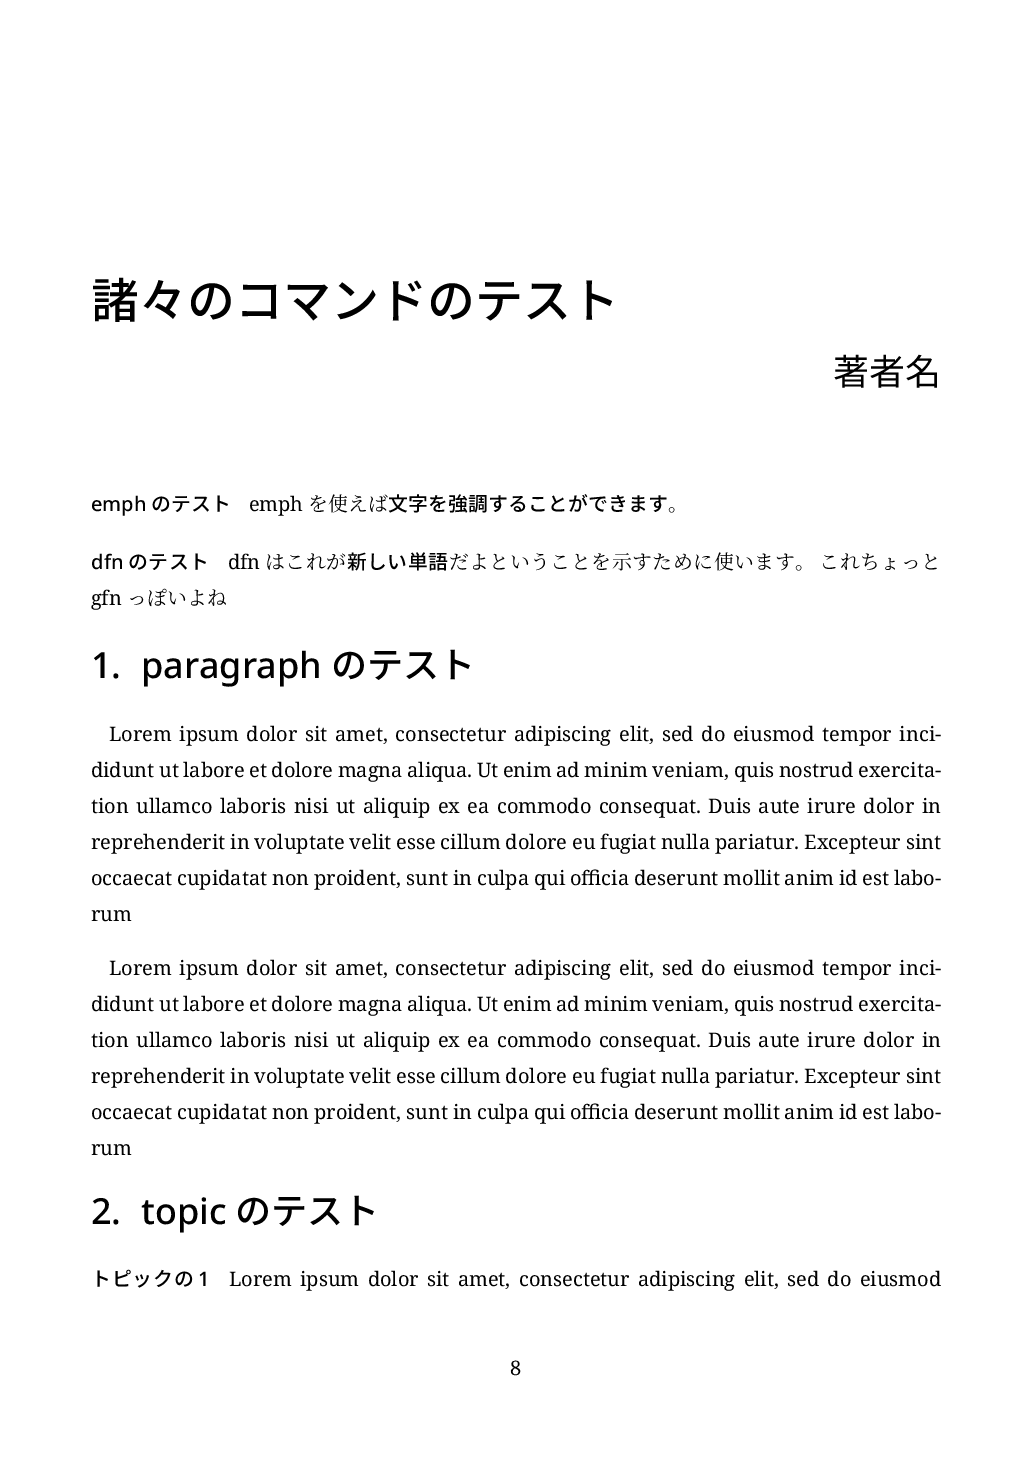 諸々のコマンドのテスト
著者名
emph のテスト　emph を使えば文字を強調することができます。
dfn のテスト　dfn はこれが新しい単語だよということを示すために使います。 これちょっと
gfn っぽいよね
1. paragraph のテスト
Lorem ipsum dolor sit amet, consectetur adipiscing elit, sed do eiusmod tempor inci-
didunt ut labore et dolore magna aliqua. Ut enim ad minim veniam, quis nostrud exercita-
tion ullamco laboris nisi ut aliquip ex ea commodo consequat. Duis aute irure dolor in
reprehenderit in voluptate velit esse cillum dolore eu fugiat nulla pariatur. Excepteur sint
occaecat cupidatat non proident, sunt in culpa qui officia deserunt mollit anim id est labo-
rum
Lorem ipsum dolor sit amet, consectetur adipiscing elit, sed do eiusmod tempor inci-
didunt ut labore et dolore magna aliqua. Ut enim ad minim veniam, quis nostrud exercita-
tion ullamco laboris nisi ut aliquip ex ea commodo consequat. Duis aute irure dolor in
reprehenderit in voluptate velit esse cillum dolore eu fugiat nulla pariatur. Excepteur sint
occaecat cupidatat non proident, sunt in culpa qui officia deserunt mollit anim id est labo-
rum
2. topic のテスト
トピックの 1　Lorem ipsum dolor sit amet, consectetur adipiscing elit, sed do eiusmod
8